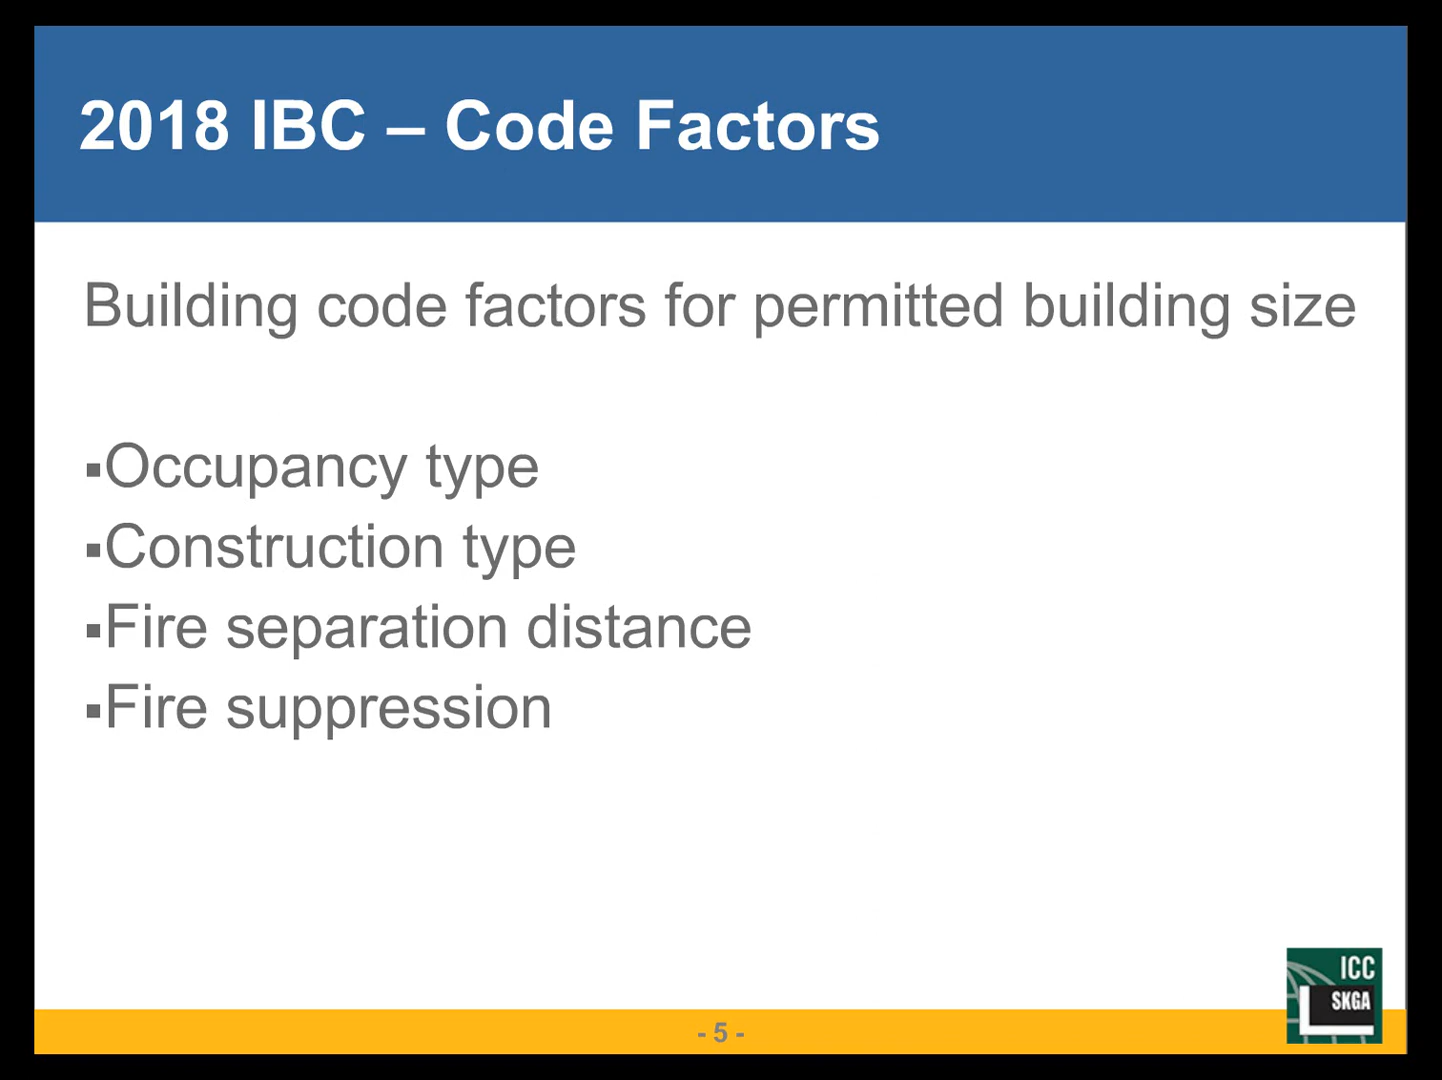 2018 IBC – Code Factors
Building code factors for permitted building size
▪Occupancy type
▪Construction type
▪Fire separation distance
▪Fire suppression
ICC
SKGA
- 5 -